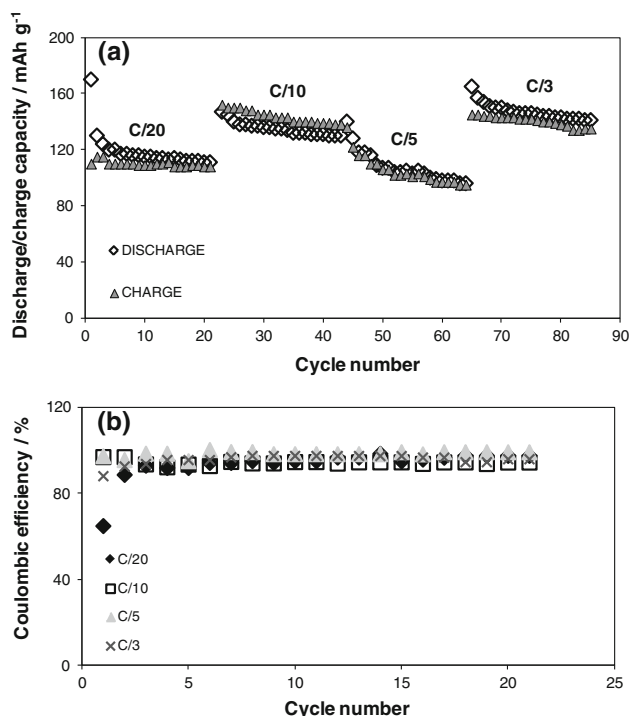 (a)
Discharge/charge capacity / mAh g⁻¹
200
160
120
80
40
0
C/20
C/10
C/5
C/3
DISCHARGE
CHARGE
0 10 20 30 40 50 60 70 80 90
Cycle number
(b)
Coulombic efficiency / %
120
80
40
0
C/20
C/10
C/5
C/3
0 5 10 15 20 25
Cycle number